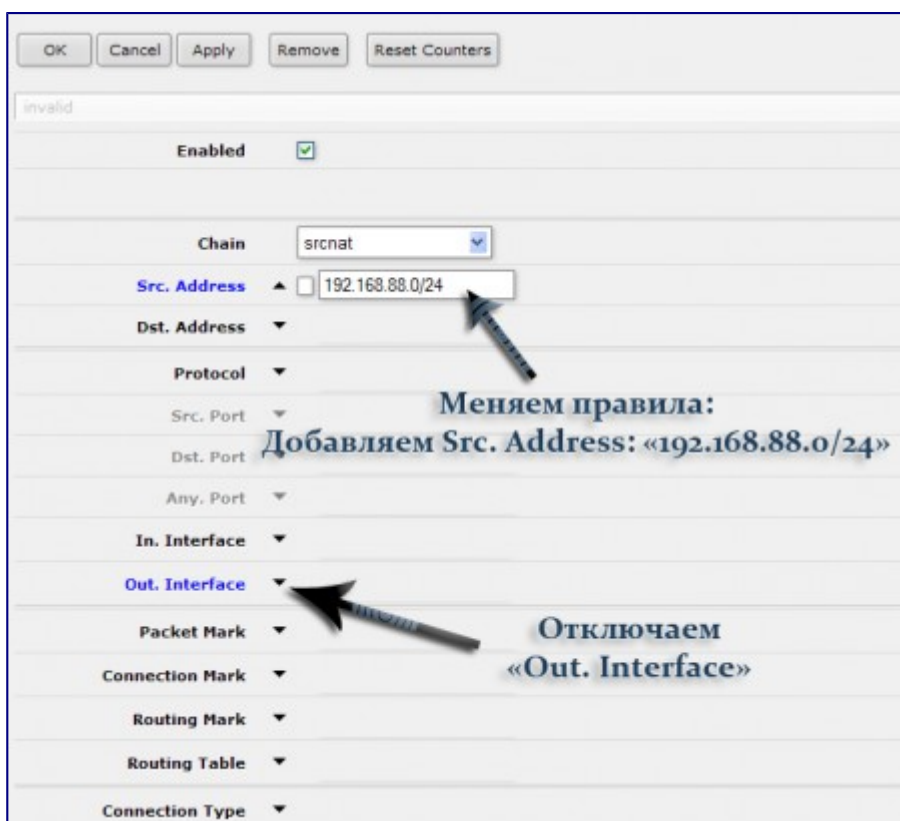 OK Cancel Apply Remove Reset Counters
invalid
Enabled
Chain srcnat
Src. Address 192.168.88.0/24
Dst. Address
Protocol
Меняем правила:
Src. Port
Добавляем Src. Address: «192.168.88.0/24»
Dst. Port
Any. Port
In. Interface
Out. Interface
Отключаем
«Out. Interface»
Packet Mark
Connection Mark
Routing Mark
Routing Table
Connection Type